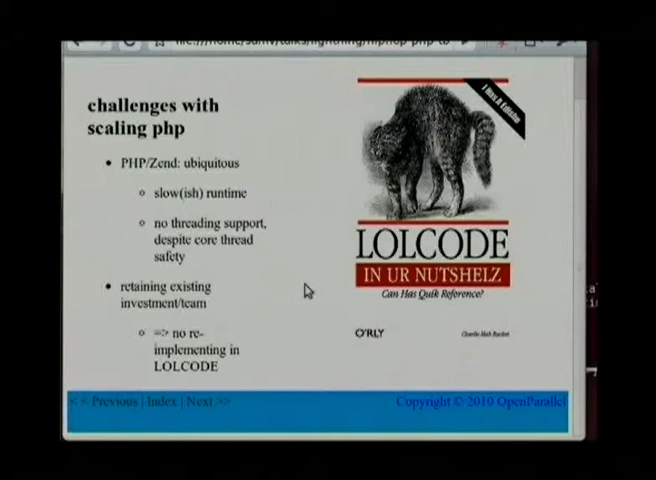 challenges with
scaling php
PHP/Zend: ubiquitous
slow(ish) runtime
no threading support,
despite core thread
safety
retaining existing
investment/team
=> no re-
implementing in
LOLCODE
LOLCODE
IN UR NUTSHELZ
Can Has Quik Reference?
O'RLY
< < Previous | Index | Next >>
Copyright © 2010 OpenParallel